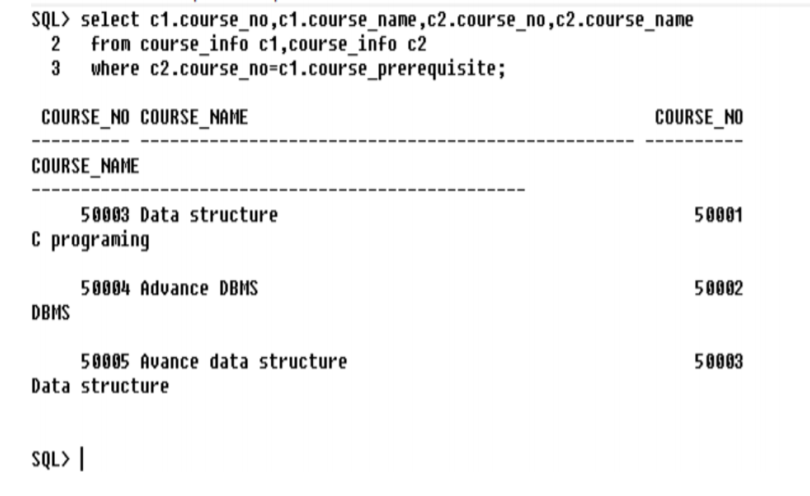 SQL> select c1.course_no,c1.course_name,c2.course_no,c2.course_name
2 from course_info c1,course_info c2
3 where c2.course_no=c1.course_prerequisite;
COURSE_NO COURSE_NAME COURSE_NO
---------- -------------------------------------------------- ----------
COURSE_NAME
--------------------------------------------------
50003 Data structure 50001
C programing
50004 Advance DBMS 50002
DBMS
50005 Avance data structure 50003
Data structure
SQL>